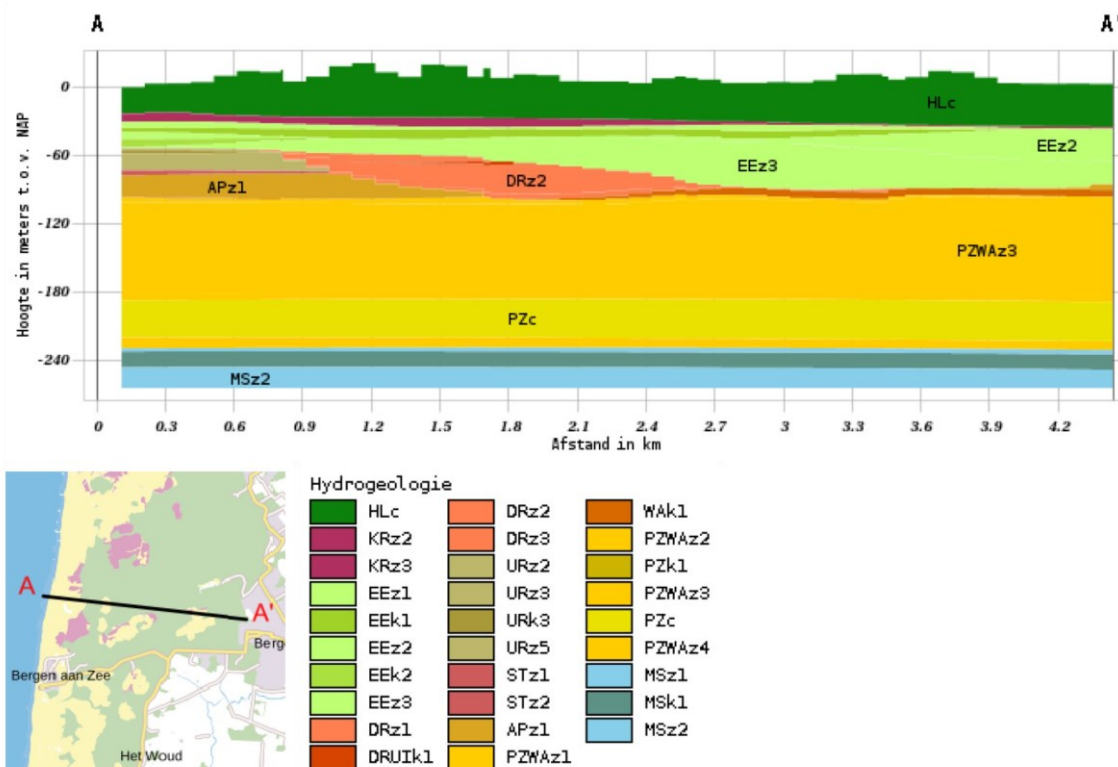 A A'
Hoogte in meters t.o.v. NAP
0
-60
-120
-180
-240
HLc
EEz2
EEz3
DRz2
APz1
PZWAz3
PZc
MSz2
0 0.3 0.6 0.9 1.2 1.5 1.8 2.1 2.4 2.7 3 3.3 3.6 3.9 4.2
Afstand in km
A
A'
Berge
Bergen aan Zee
Het Woud
Hydrogeologie
HLc
KRz2
KRz3
EEz1
EEk1
EEz2
EEk2
EEz3
DRz1
DRUIk1
DRz2
DRz3
URz2
URz3
URk3
URz5
STz1
STz2
APz1
PZWAz1
WAk1
PZWAz2
PZk1
PZWAz3
PZc
PZWAz4
MSz1
MSk1
MSz2